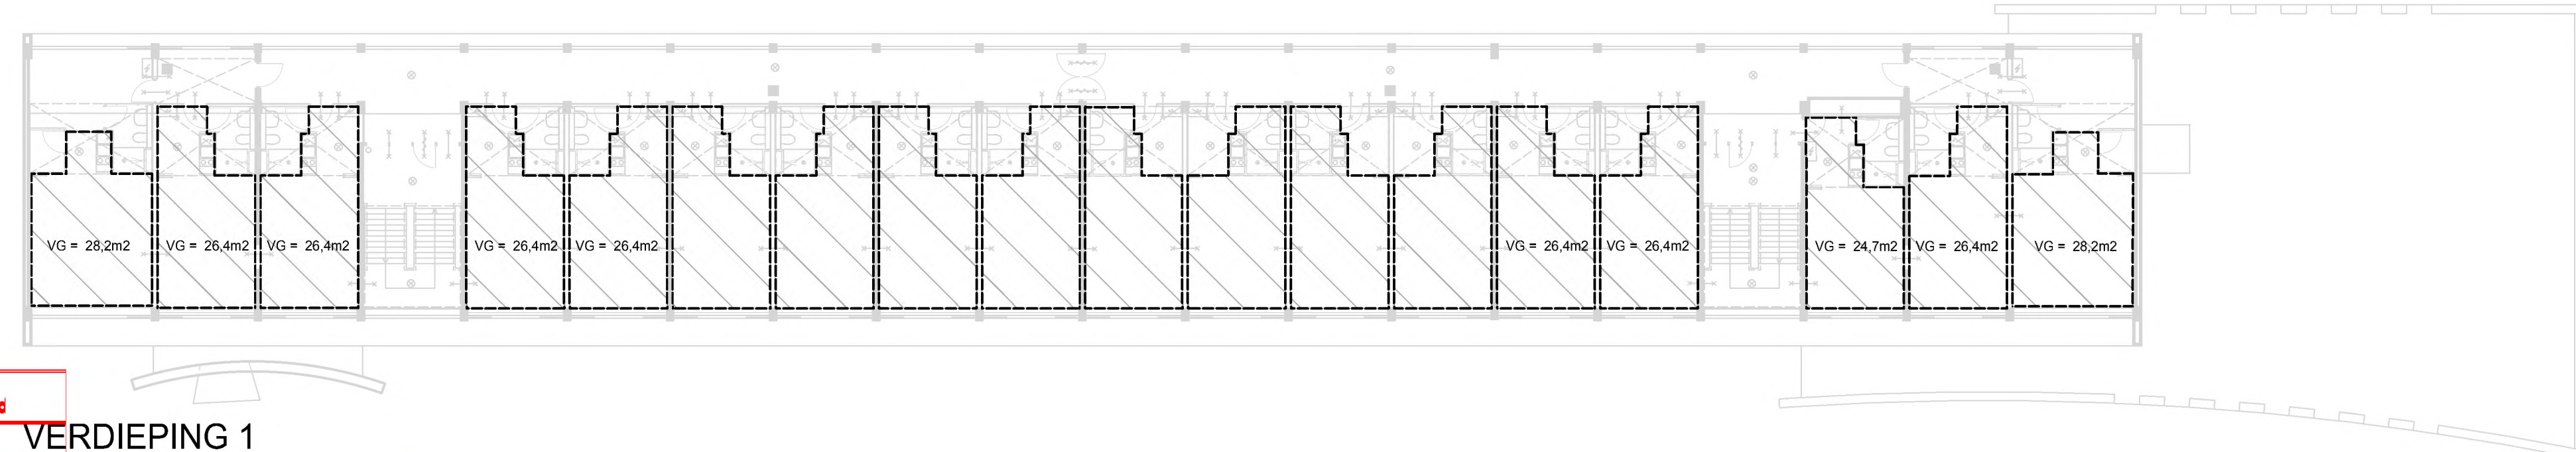 VG = 28,2m2
VG = 26,4m2
VG = 26,4m2
VG = 26,4m2
VG = 26,4m2
VG = 26,4m2
VG = 26,4m2
VG = 24,7m2
VG = 26,4m2
VG = 28,2m2
VERDIEPING 1